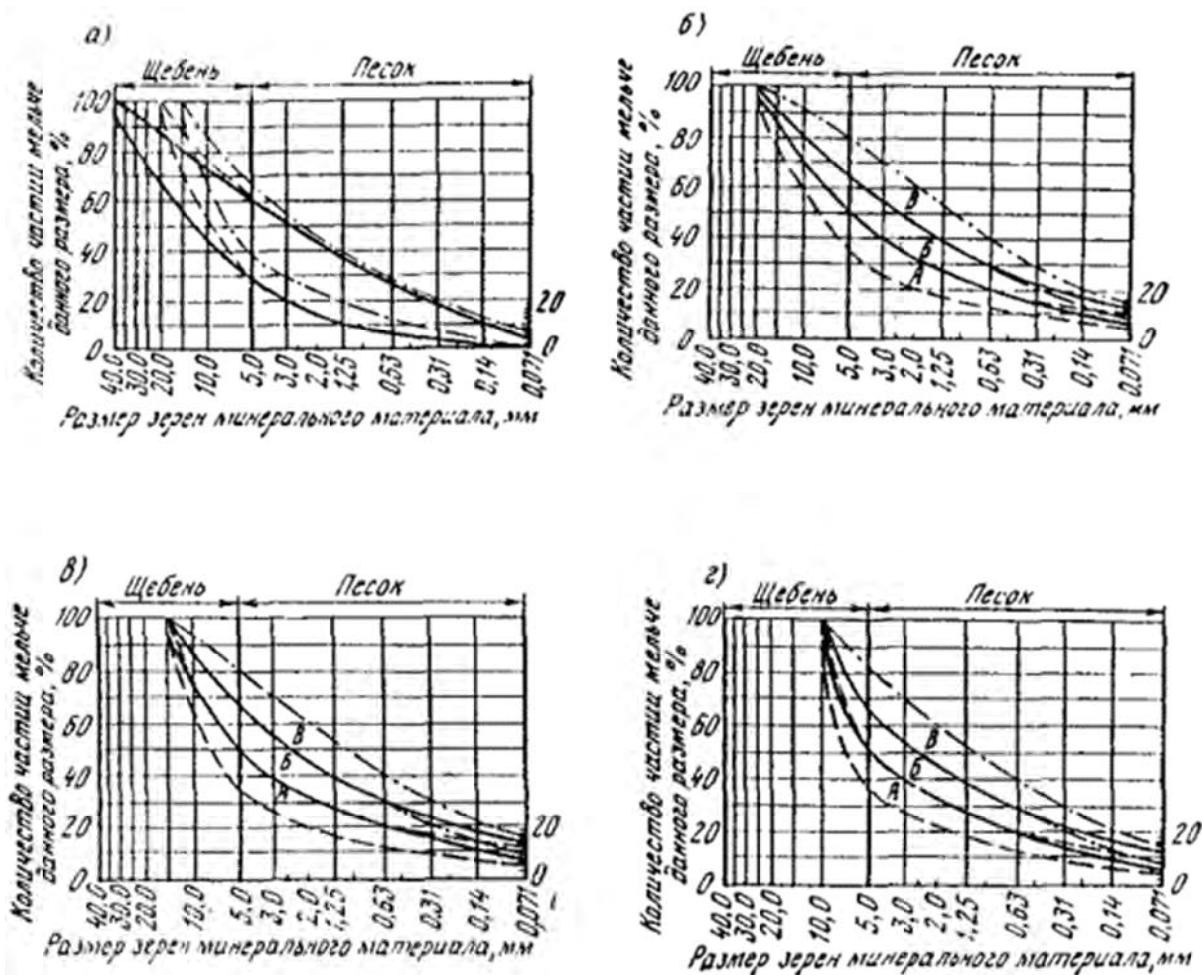 а)
Щебень Песок
Количество частиц мельче
данного размера, %
100
80
60
40
20
0
20
0
40.0 30.0 20.0 10.0 5.0 3.0 2.0 1.25 0,63 0.31 0.14 0.071
Размер зерен минерального материала, мм
б)
Щебень Песок
Количество частиц мельче
данного размера, %
100
80
60
40
20
0
В
Б
А
20
0
40.0 30.0 20,0 10.0 5.0 3.0 2.0 1,25 0,63 0.31 0,14 0.071
Размер зерен минерального материала, мм
в)
Щебень Песок
Количество частиц мельче
данного размера, %
100
80
60
40
20
0
В
Б
А
20
0
40.0 30.0 20.0 10.0 5.0 3.0 2.0 1.25 0.63 0.31 0.14 0.071
Размер зерен минерального материала, мм
г)
Щебень Песок
Количество частиц мельче
данного размера, %
100
80
60
40
20
0
В
Б
А
20
0
40.0 30.0 20,0 10,0 5,0 3,0 2,0 1,25 0,63 0,31 0,14 0,071
Размер зерен минерального материала, мм